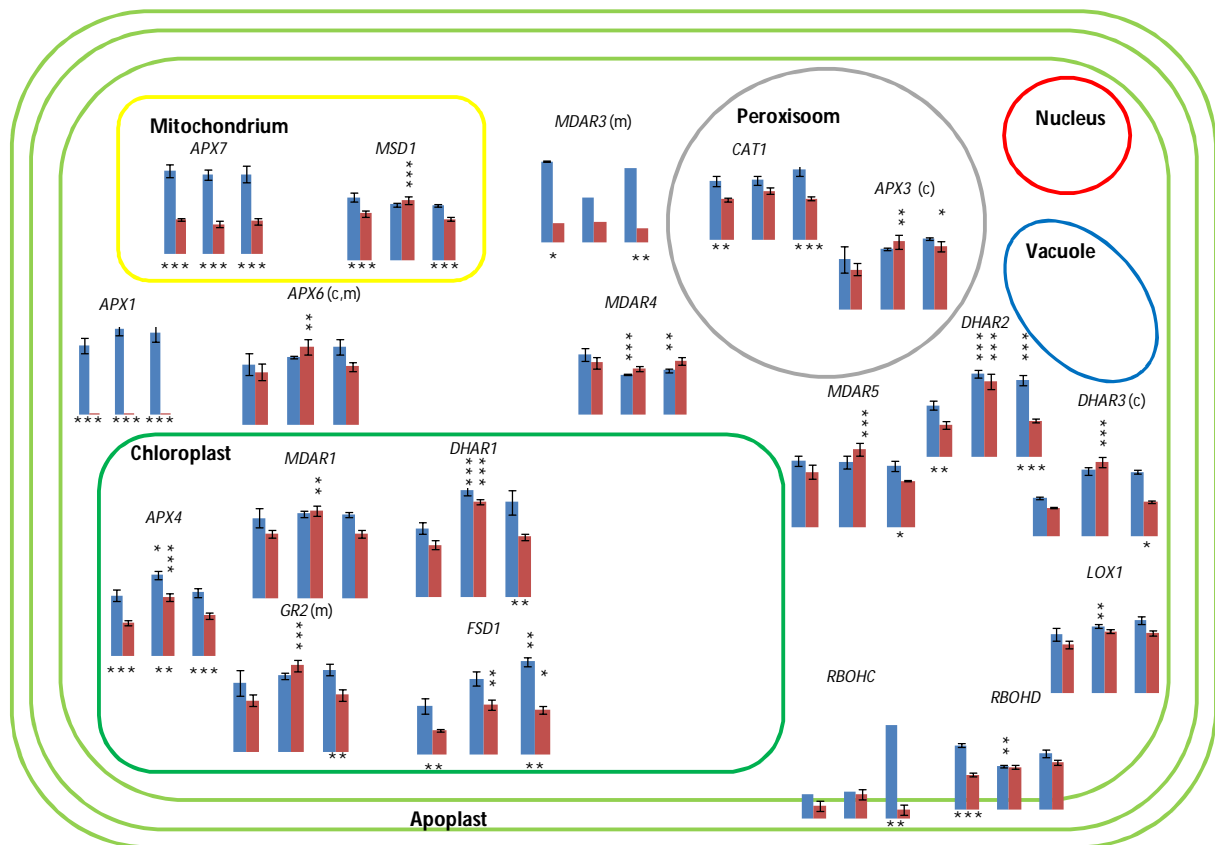 Mitochondrium
APX7
***
***
***
MSD1
***
***
***
MDAR3 (m)
*
**
Peroxisoom
CAT1
**
***
APX3 (c)
**
*
Nucleus
Vacuole
APX1
***
***
***
APX6 (c,m)
**
MDAR4
***
**
DHAR2
***
***
***
**
***
MDAR5
***
*
DHAR3 (c)
***
*
Chloroplast
MDAR1
**
DHAR1
***
***
**
APX4
*
***
***
**
***
GR2 (m)
***
**
FSD1
**
**
*
**
**
LOX1
**
RBOHC
**
RBOHD
**
***
Apoplast